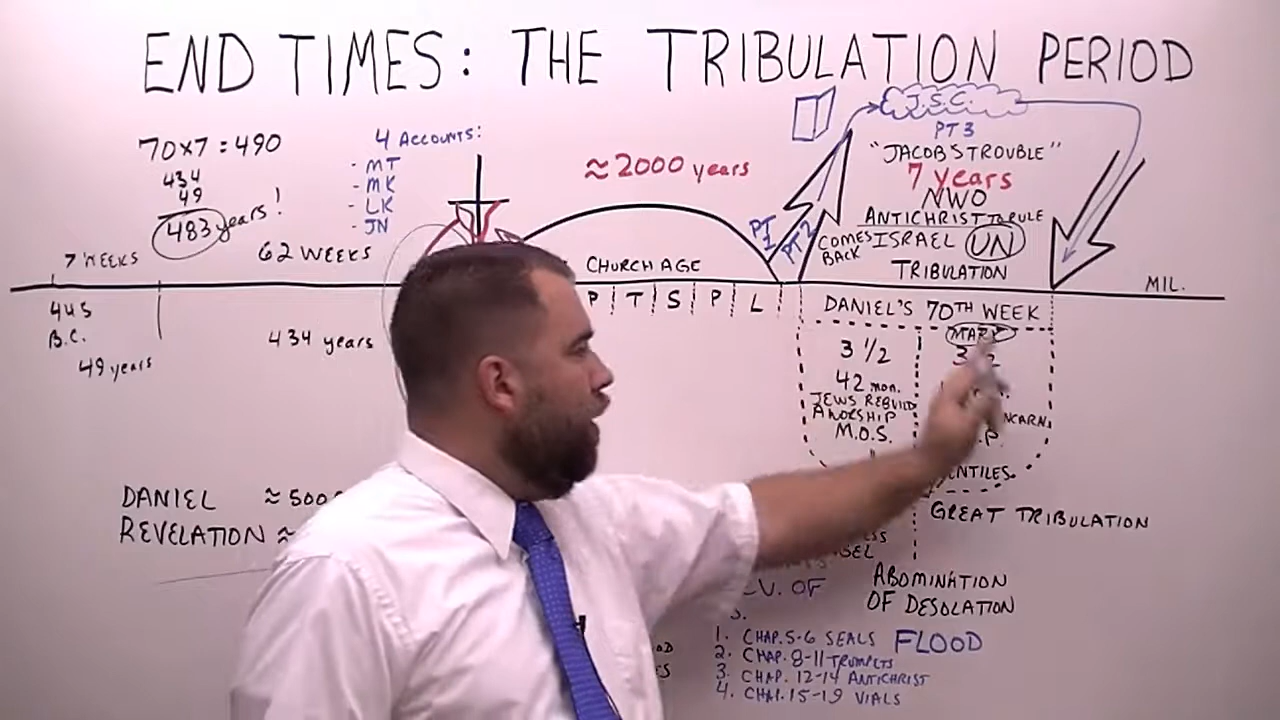 END TIMES: THE TRIBULATION PERIOD
70x7 = 490
434
49
483 years!
4 ACCOUNTS:
- MT
- MK
- LK
- JN
≈ 2000 years
J.S.C.
PT 3
"JACOBS TROUBLE"
7 years
NWO
ANTICHRIST TO RULE
PT 1
PT 2
COMES BACK
ISRAEL UN
TRIBULATION
7 WEEKS
62 WEEKS
CHURCH AGE
MIL.
445
B.C.
49 years
434 years
P T S P L
DANIEL'S 70TH WEEK
MARK
3 1/2
42 mon.
JEWS REBUILD
WORSHIP
M.O.S.
GREAT TRIBULATION
DANIEL ≈ 500
REVELATION ≈
ABOMINATION
OF DESOLATION
OF
1. CHAP. 5-6 SEALS FLOOD
2. CHAP. 8-11 TRUMPETS
3. CHAP. 12-14 ANTICHRIST
4. CHAP. 15-19 VIALS